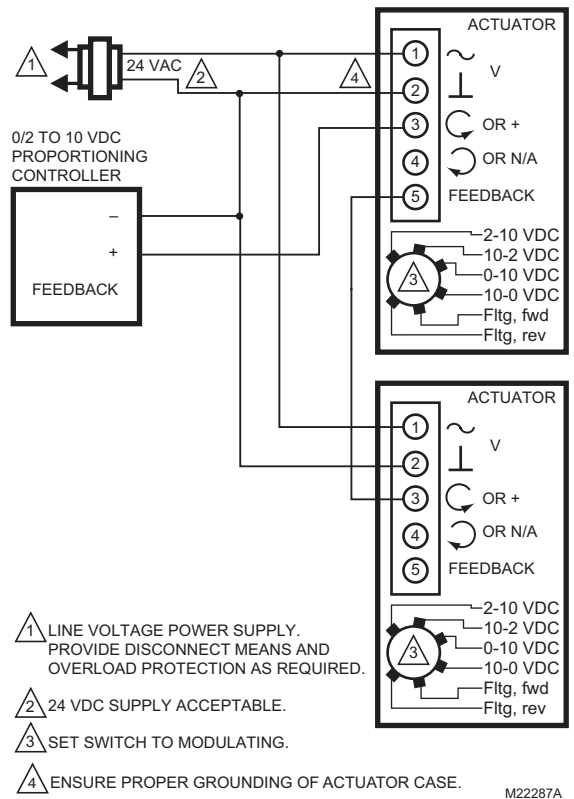 ACTUATOR
1
24 VAC
2
4
1
V
2
0/2 TO 10 VDC
PROPORTIONING
CONTROLLER
3
OR +
4
OR N/A
5
FEEDBACK
–
+
FEEDBACK
2-10 VDC
10-2 VDC
0-10 VDC
10-0 VDC
Fltg, fwd
Fltg, rev
3
ACTUATOR
1
V
2
3
OR +
4
OR N/A
5
FEEDBACK
2-10 VDC
10-2 VDC
0-10 VDC
10-0 VDC
Fltg, fwd
Fltg, rev
3
1 LINE VOLTAGE POWER SUPPLY.
PROVIDE DISCONNECT MEANS AND
OVERLOAD PROTECTION AS REQUIRED.
2 24 VDC SUPPLY ACCEPTABLE.
3 SET SWITCH TO MODULATING.
4 ENSURE PROPER GROUNDING OF ACTUATOR CASE.
M22287A